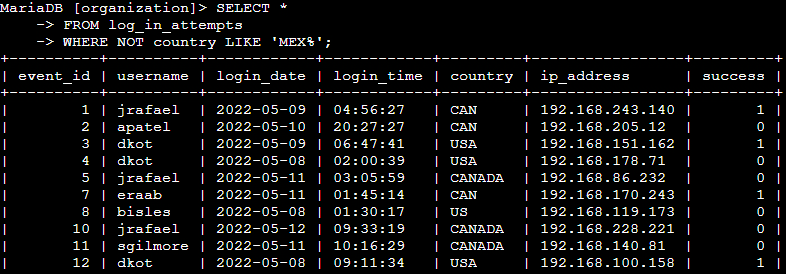 MariaDB [organization]> SELECT *
    -> FROM log_in_attempts
    -> WHERE NOT country LIKE 'MEX%';
+----------+----------+------------+------------+---------+-----------------+---------+
| event_id | username | login_date | login_time | country | ip_address      | success |
+----------+----------+------------+------------+---------+-----------------+---------+
|        1 | jrafael  | 2022-05-09 | 04:56:27   | CAN     | 192.168.243.140 |       1 |
|        2 | apatel   | 2022-05-10 | 20:27:27   | CAN     | 192.168.205.12  |       0 |
|        3 | dkot     | 2022-05-09 | 06:47:41   | USA     | 192.168.151.162 |       1 |
|        4 | dkot     | 2022-05-08 | 02:00:39   | USA     | 192.168.178.71  |       0 |
|        5 | jrafael  | 2022-05-11 | 03:05:59   | CANADA  | 192.168.86.232  |       0 |
|        7 | eraab    | 2022-05-11 | 01:45:14   | CAN     | 192.168.170.243 |       1 |
|        8 | bisles   | 2022-05-08 | 01:30:17   | US      | 192.168.119.173 |       0 |
|       10 | jrafael  | 2022-05-12 | 09:33:19   | CANADA  | 192.168.228.221 |       0 |
|       11 | sgilmore | 2022-05-11 | 10:16:29   | CANADA  | 192.168.140.81  |       0 |
|       12 | dkot     | 2022-05-08 | 09:11:34   | USA     | 192.168.100.158 |       1 |